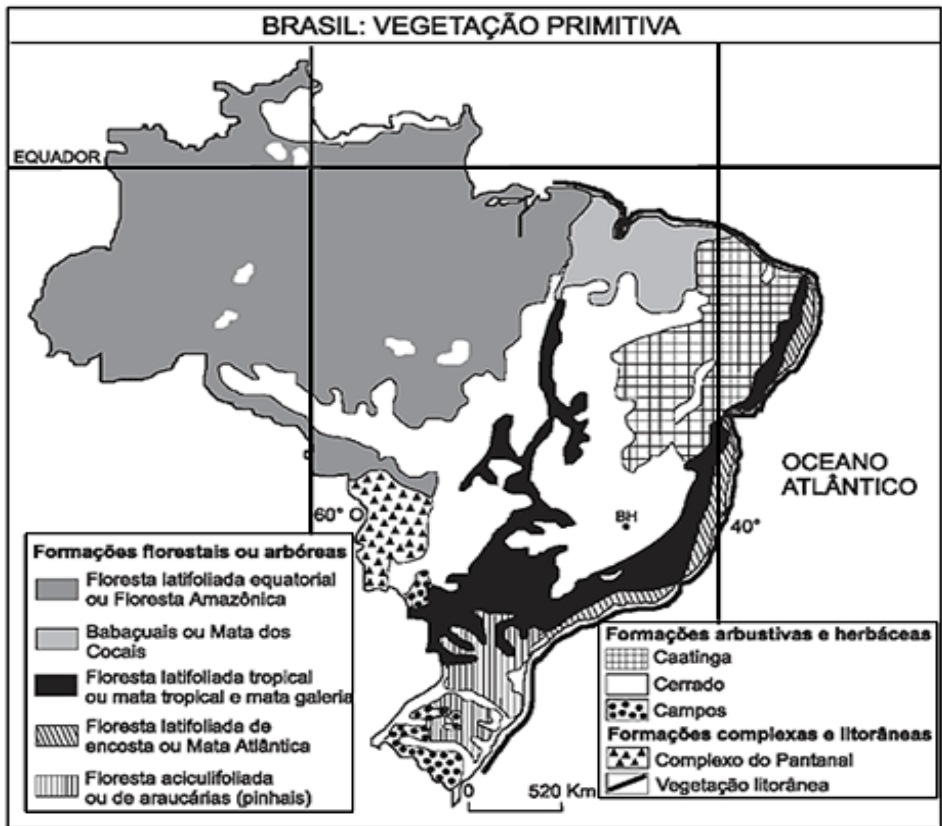 BRASIL: VEGETAÇÃO PRIMITIVA
EQUADOR
OCEANO
ATLÂNTICO
60° O
BH
40°
Formações florestais ou arbóreas
Floresta latifoliada equatorial
ou Floresta Amazônica
Babaçuais ou Mata dos
Cocais
Floresta latifoliada tropical
ou mata tropical e mata galeria
Floresta latifoliada de
encosta ou Mata Atlântica
Floresta aciculifoliada
ou de araucárias (pinhais)
0 520 Km
Formações arbustivas e herbáceas
Caatinga
Cerrado
Campos
Formações complexas e litorâneas
Complexo do Pantanal
Vegetação litorânea